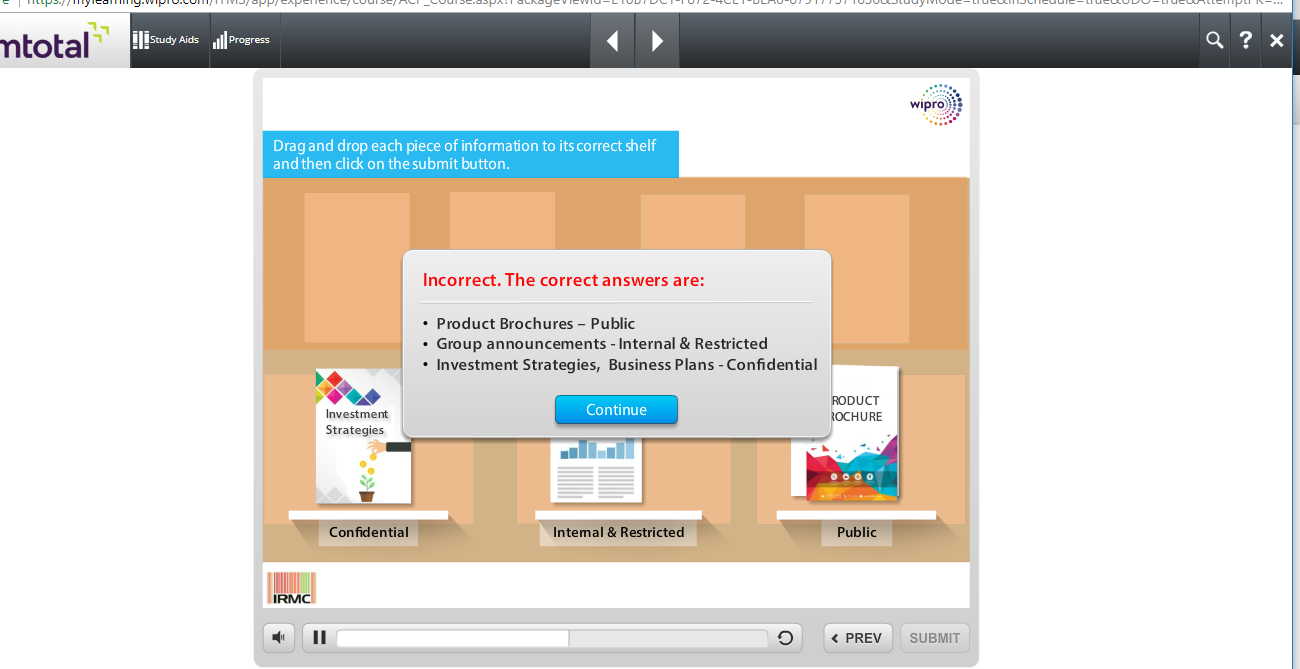 mtotal
Study Aids
Progress
wipro
Drag and drop each piece of information to its correct shelf
and then click on the submit button.
Incorrect. The correct answers are:
• Product Brochures – Public
• Group announcements - Internal & Restricted
• Investment Strategies, Business Plans - Confidential
Continue
Investment
Strategies
RODUCT
ROCHURE
Confidential
Internal & Restricted
Public
IRMC
PREV
SUBMIT